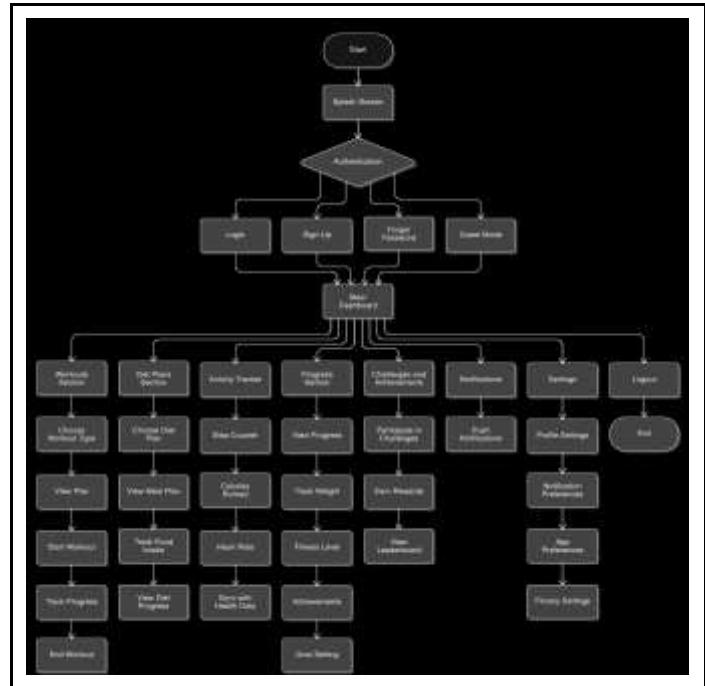 Start
Splash Screen
Authentication
Login
Sign Up
Forgot
Password
Guest Mode
Main
Dashboard
Workouts
Section
Diet Plans
Section
Activity Tracker
Progress
Section
Challenges and
Achievements
Notifications
Settings
Logout
Choose
Workout Type
Choose Diet
Plan
Step Counter
Participate in
Challenges
Push
Notifications
Profile Settings
End
View Plan
View Meal Plan
Calories
Burned
Track Weight
Earn Rewards
Notification
Preferences
Start Workout
Track Food
Intake
Heart Rate
Fitness Level
View
Leaderboard
App
Preferences
Track Progress
View Diet
Progress
Sync with
Health Data
Achievements
Privacy Settings
End Workout
Goal Setting